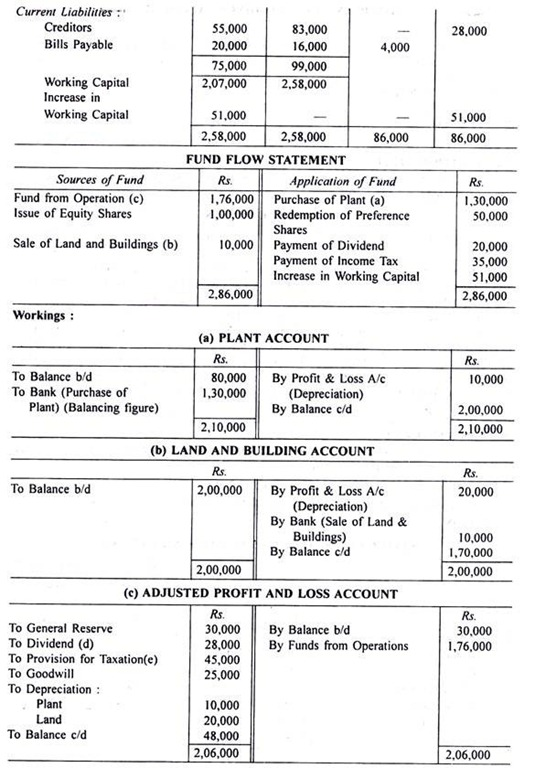 Current Liabilities :
Creditors 55,000 83,000 — 28,000
Bills Payable 20,000 16,000 4,000
75,000 99,000
Working Capital 2,07,000 2,58,000
Increase in
Working Capital 51,000 — — 51,000
2,58,000 2,58,000 86,000 86,000
FUND FLOW STATEMENT
Sources of Fund Rs. Application of Fund Rs.
Fund from Operation (c) 1,76,000 Purchase of Plant (a) 1,30,000
Issue of Equity Shares 1,00,000 Redemption of Preference 50,000
Shares
Sale of Land and Buildings (b) 10,000 Payment of Dividend 20,000
Payment of Income Tax 35,000
Increase in Working Capital 51,000
2,86,000 2,86,000
Workings :
(a) PLANT ACCOUNT
Rs. Rs.
To Balance b/d 80,000 By Profit & Loss A/c 10,000
To Bank (Purchase of 1,30,000 (Depreciation)
Plant) (Balancing figure) By Balance c/d 2,00,000
2,10,000 2,10,000
(b) LAND AND BUILDING ACCOUNT
Rs. Rs.
To Balance b/d 2,00,000 By Profit & Loss A/c 20,000
(Depreciation)
By Bank (Sale of Land &
Buildings) 10,000
By Balance c/d 1,70,000
2,00,000 2,00,000
(c) ADJUSTED PROFIT AND LOSS ACCOUNT
Rs. Rs.
To General Reserve 30,000 By Balance b/d 30,000
To Dividend (d) 28,000 By Funds from Operations 1,76,000
To Provision for Taxation(e) 45,000
To Goodwill 25,000
To Depreciation :
Plant 10,000
Land 20,000
To Balance c/d 48,000
2,06,000 2,06,000